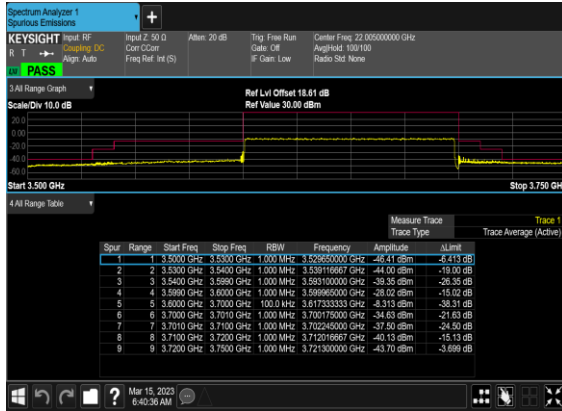 Spectrum Analyzer 1
Spurious Emissions
+
KEYSIGHT Input: RF Input Z: 50 Ω Atten: 20 dB Trig: Free Run Center Freq: 22.005000000 GHz
R T Coupling: DC Corr CCorr Gate: Off Avg|Hold: 100/100
Align: Auto Freq Ref: Int (S) IF Gain: Low Radio Std: None
PASS
3 All Range Graph
Ref Lvl Offset 18.61 dB
Scale/Div 10.0 dB Ref Value 30.00 dBm
20.0
0.00
-20.0
-40.0
-60.0
Start 3.500 GHz Stop 3.750 GH
4 All Range Table
Measure Trace Trace 1
Trace Type Trace Average (Active)
Spur Range Start Freq Stop Freq RBW Frequency Amplitude ΔLimit
1 1 3.5000 GHz 3.5300 GHz 1.000 MHz 3.529650000 GHz -46.41 dBm -6.413 dB
2 2 3.5300 GHz 3.5400 GHz 1.000 MHz 3.539116667 GHz -44.00 dBm -19.00 dB
3 3 3.5400 GHz 3.5990 GHz 1.000 MHz 3.593100000 GHz -39.35 dBm -26.35 dB
4 4 3.5990 GHz 3.6000 GHz 1.000 MHz 3.599965000 GHz -28.02 dBm -15.02 dB
5 5 3.6000 GHz 3.7000 GHz 100.0 kHz 3.617333333 GHz -8.313 dBm -38.31 dB
6 6 3.7000 GHz 3.7010 GHz 1.000 MHz 3.700175000 GHz -34.63 dBm -21.63 dB
7 7 3.7010 GHz 3.7100 GHz 1.000 MHz 3.702245000 GHz -37.50 dBm -24.50 dB
8 8 3.7100 GHz 3.7200 GHz 1.000 MHz 3.712016667 GHz -40.13 dBm -15.13 dB
9 9 3.7200 GHz 3.7500 GHz 1.000 MHz 3.721300000 GHz -43.70 dBm -3.699 dB
? Mar 15, 2023
6:40:36 AM